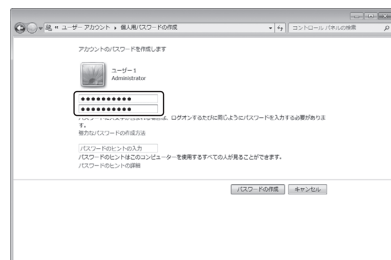 « ユーザー アカウント ▸ 個人用パスワードの作成
コントロール パネルの検索
アカウントのパスワードを作成します
ユーザー 1
Administrator
●●●●●●●●●●
●●●●●●●●●●
ログオンするたびに同じようにパスワードを入力する必要がありま
す。
強力なパスワードの作成方法
パスワードのヒントの入力
パスワードのヒントはこのコンピューターを使用するすべての人が見ることができます。
パスワードのヒントの詳細
パスワードの作成 キャンセル